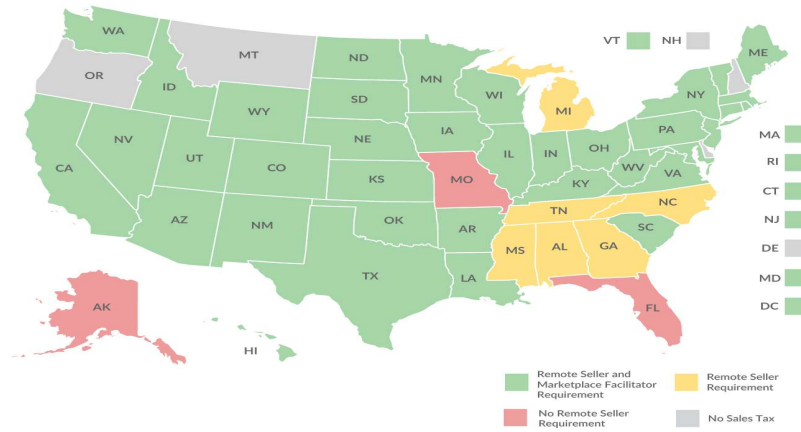 WA
MT
ND
MN
VT
NH
ME
OR
ID
SD
WI
MI
NY
WY
IA
PA
MA
NV
NE
IL
IN
OH
RI
CA
UT
CO
KS
MO
WV
VA
KY
CT
NC
NJ
TN
AZ
NM
OK
AR
SC
DE
MS
AL
GA
MD
TX
LA
DC
AK
FL
HI
Remote Seller and
Marketplace Facilitator
Requirement
Remote Seller
Requirement
No Remote Seller
Requirement
No Sales Tax